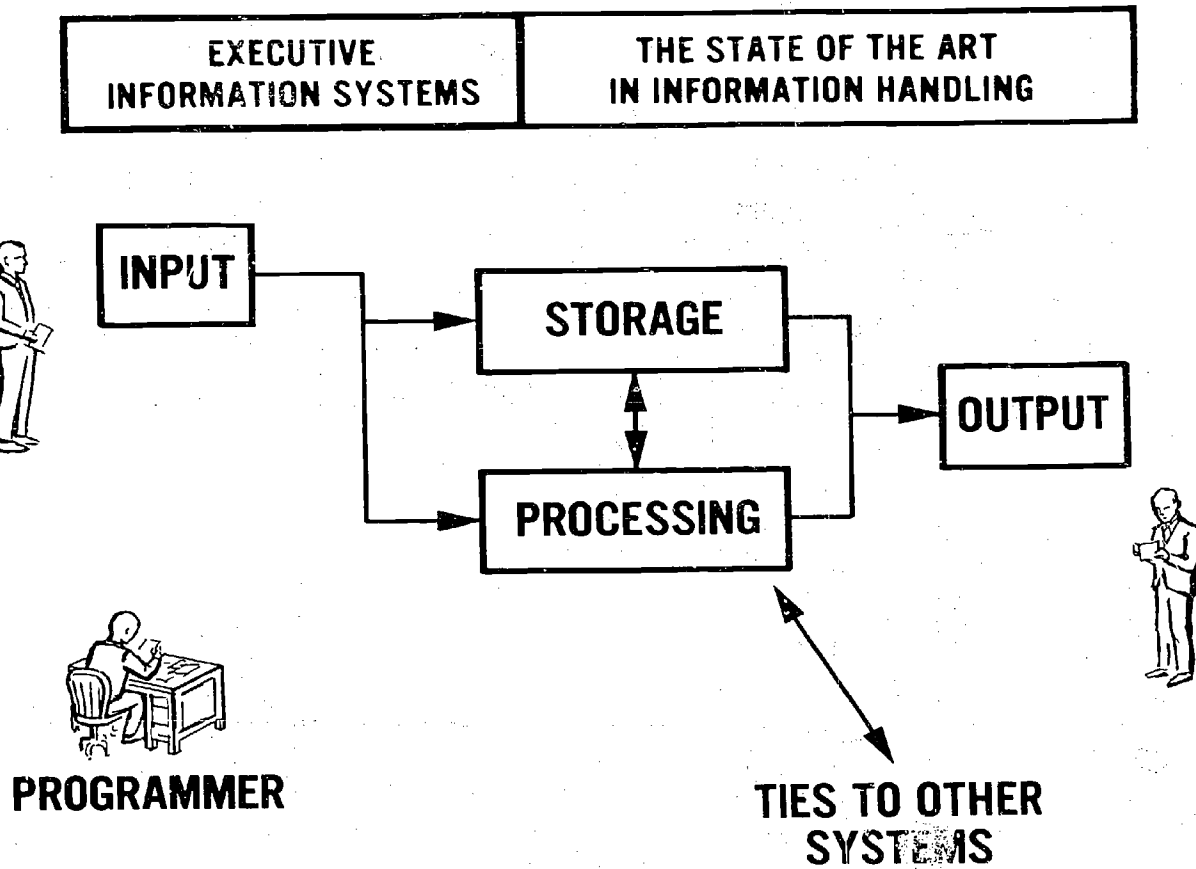 EXECUTIVE
INFORMATION SYSTEMS
THE STATE OF THE ART
IN INFORMATION HANDLING
INPUT
STORAGE
OUTPUT
PROCESSING
PROGRAMMER
TIES TO OTHER
SYSTEMS